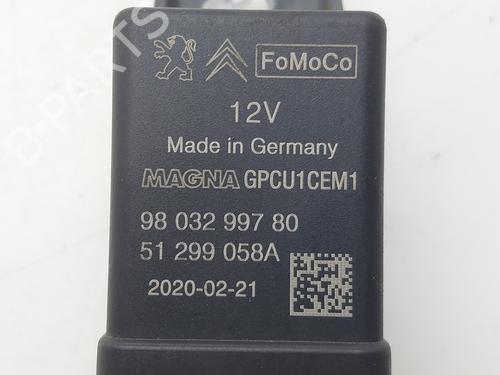 FoMoCo
12V
Made in Germany
MAGNA GPCU1CEM1
98 032 997 80
51 299 058A
2020-02-21
B-PARTS